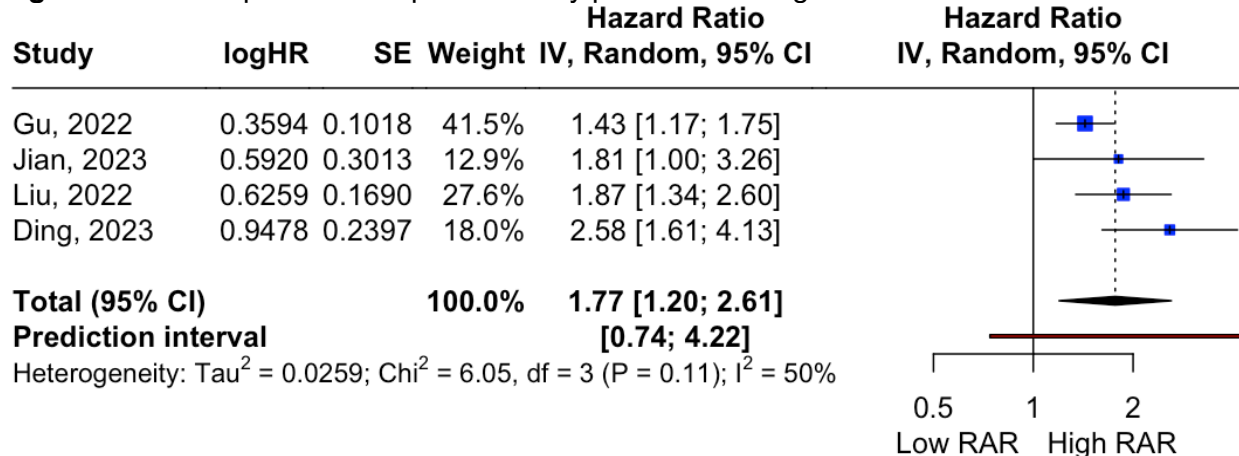 Hazard Ratio Hazard Ratio
Study logHR SE Weight IV, Random, 95% CI IV, Random, 95% CI
Gu, 2022 0.3594 0.1018 41.5% 1.43 [1.17; 1.75]
Jian, 2023 0.5920 0.3013 12.9% 1.81 [1.00; 3.26]
Liu, 2022 0.6259 0.1690 27.6% 1.87 [1.34; 2.60]
Ding, 2023 0.9478 0.2397 18.0% 2.58 [1.61; 4.13]
Total (95% CI) 100.0% 1.77 [1.20; 2.61]
Prediction interval [0.74; 4.22]
Heterogeneity: Tau² = 0.0259; Chi² = 6.05, df = 3 (P = 0.11); I² = 50%
0.5 1 2
Low RAR High RAR